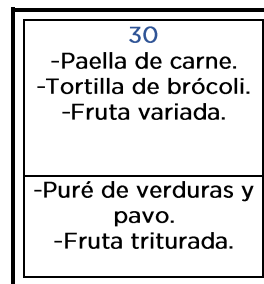 30
-Paella de carne.
-Tortilla de brócoli.
-Fruta variada.
-Puré de verduras y
pavo.
-Fruta triturada.